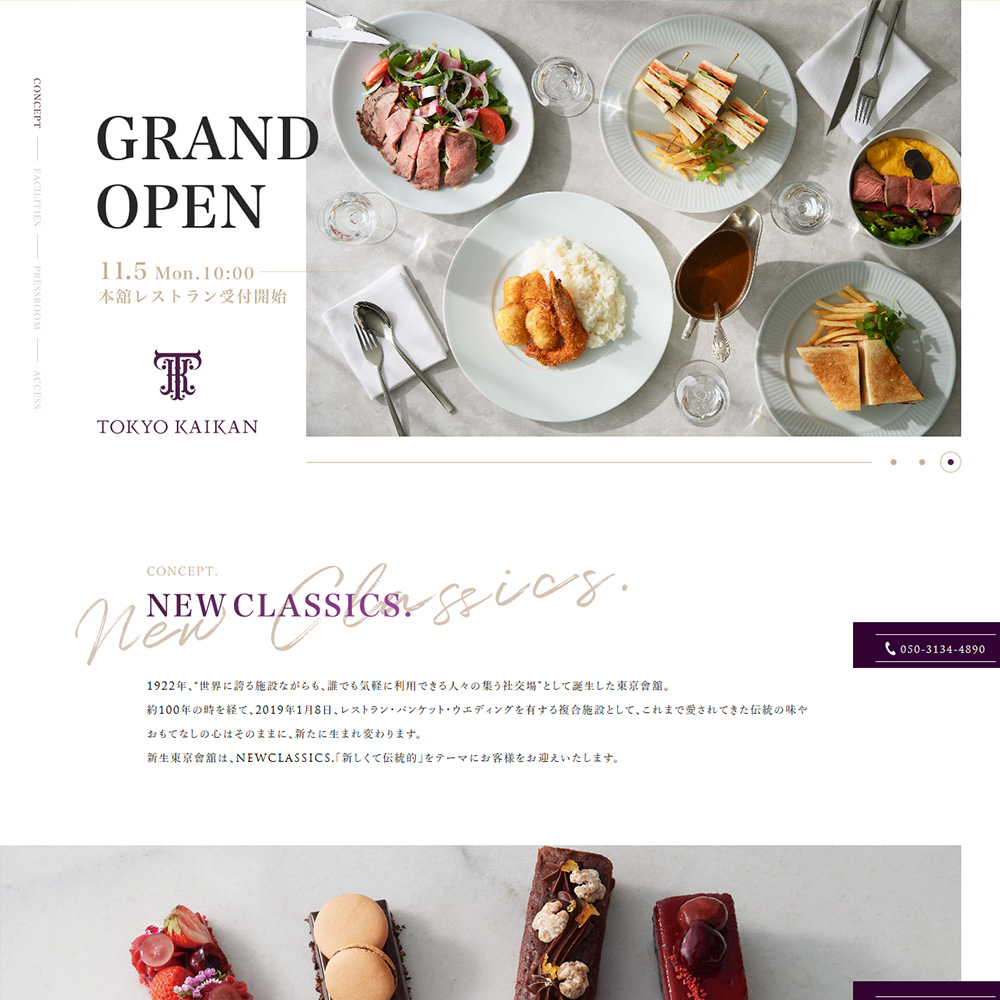 CONCEPT
FACILITIES
PRESSROOM
ACCESS
GRAND
OPEN
11.5 Mon.10:00
本舘レストラン受付開始
TK
TOKYO KAIKAN
CONCEPT.
New Classics.
NEW CLASSICS.
050-3134-4890
1922年、“世界に誇る施設ながらも、誰でも気軽に利用できる人々の集う社交場”として誕生した東京會舘。
約100年の時を経て、2019年1月8日、レストラン・バンケット・ウエディングを有する複合施設として、これまで愛されてきた伝統の味や
おもてなしの心はそのままに、新たに生まれ変わります。
新生東京會舘は、NEWCLASSICS.「新しくて伝統的」をテーマにお客様をお迎えいたします。